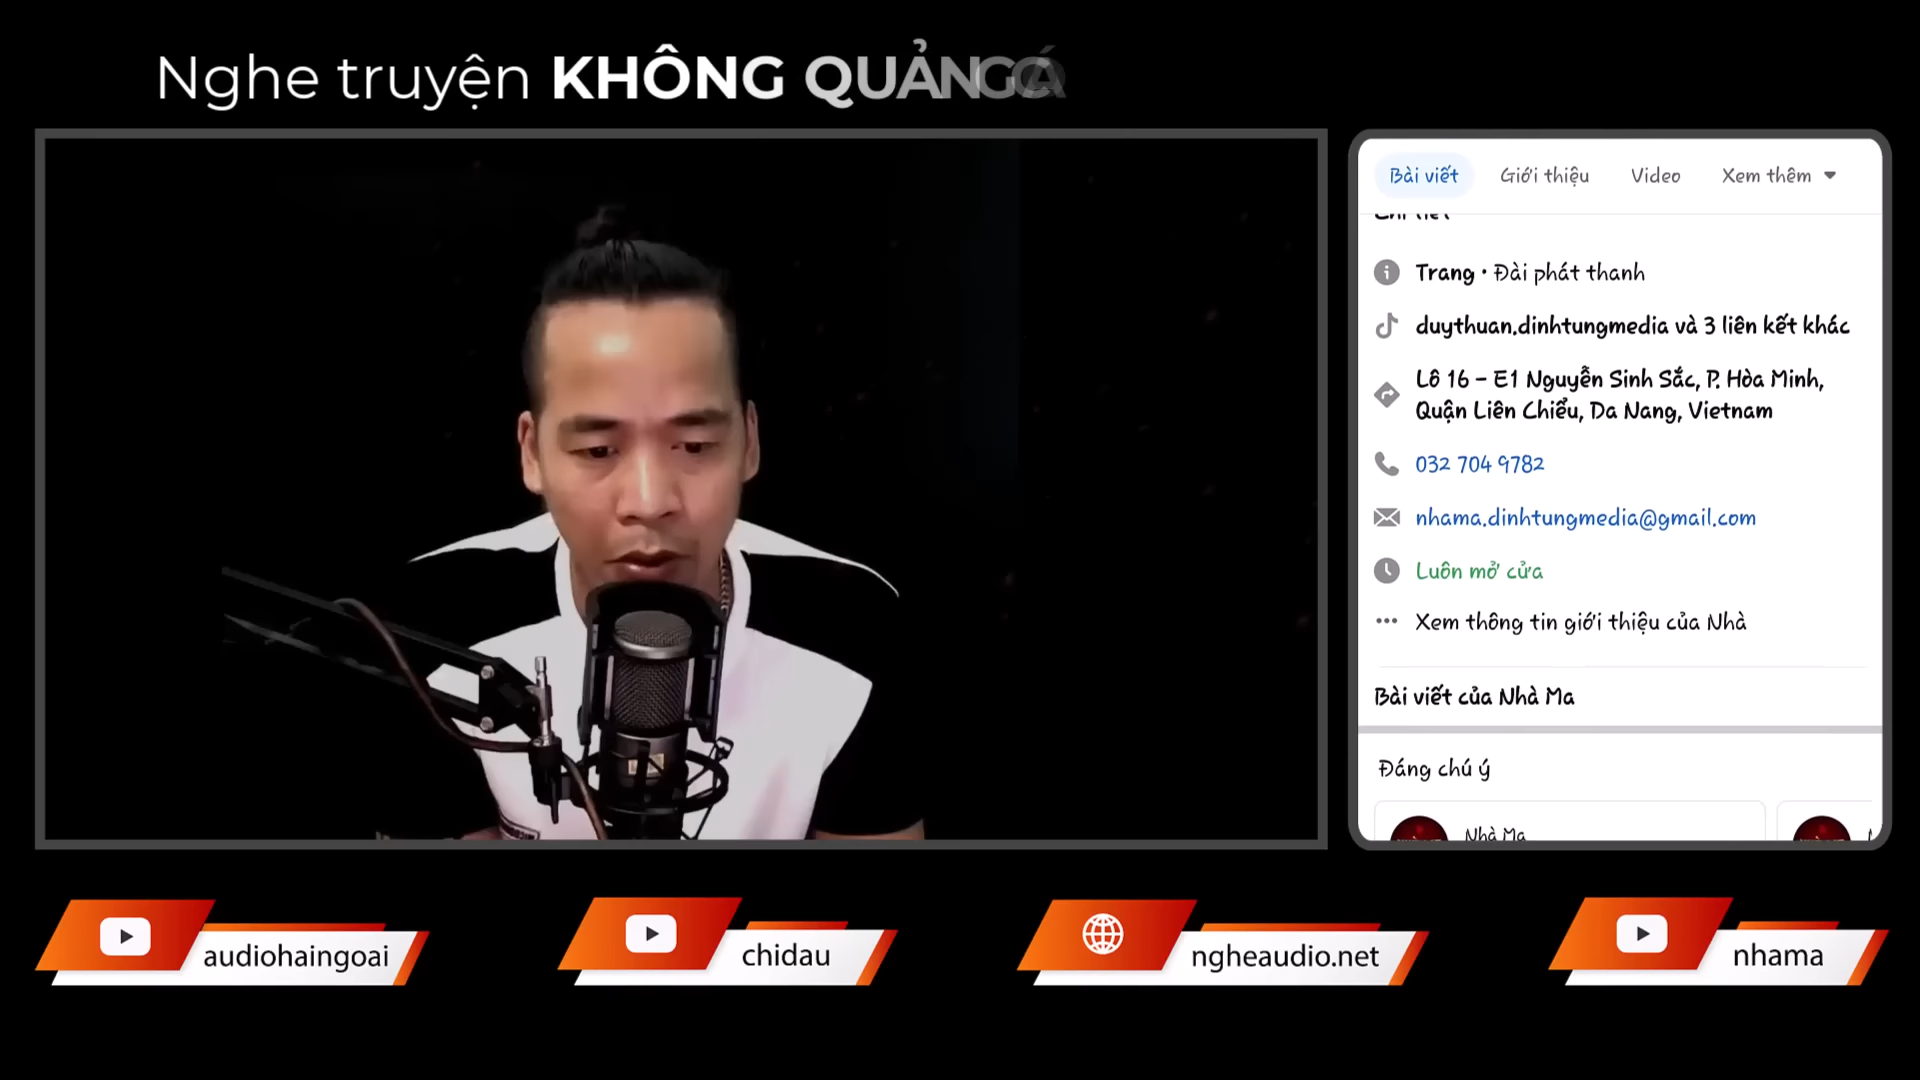 Nghe truyện KHÔNG QUẢNG
Bài viết
Giới thiệu
Video
Xem thêm
Chi tiết
Trang · Đài phát thanh
duythuan.dinhtungmedia và 3 liên kết khác
Lô 16 - E1 Nguyễn Sinh Sắc, P. Hòa Minh,
Quận Liên Chiểu, Da Nang, Vietnam
032 704 9782
nhama.dinhtungmedia@gmail.com
Luôn mở cửa
Xem thông tin giới thiệu của Nhà
Bài viết của Nhà Ma
Đáng chú ý
Nhà Ma
audiohaingoai
chidau
ngheaudio.net
nhama